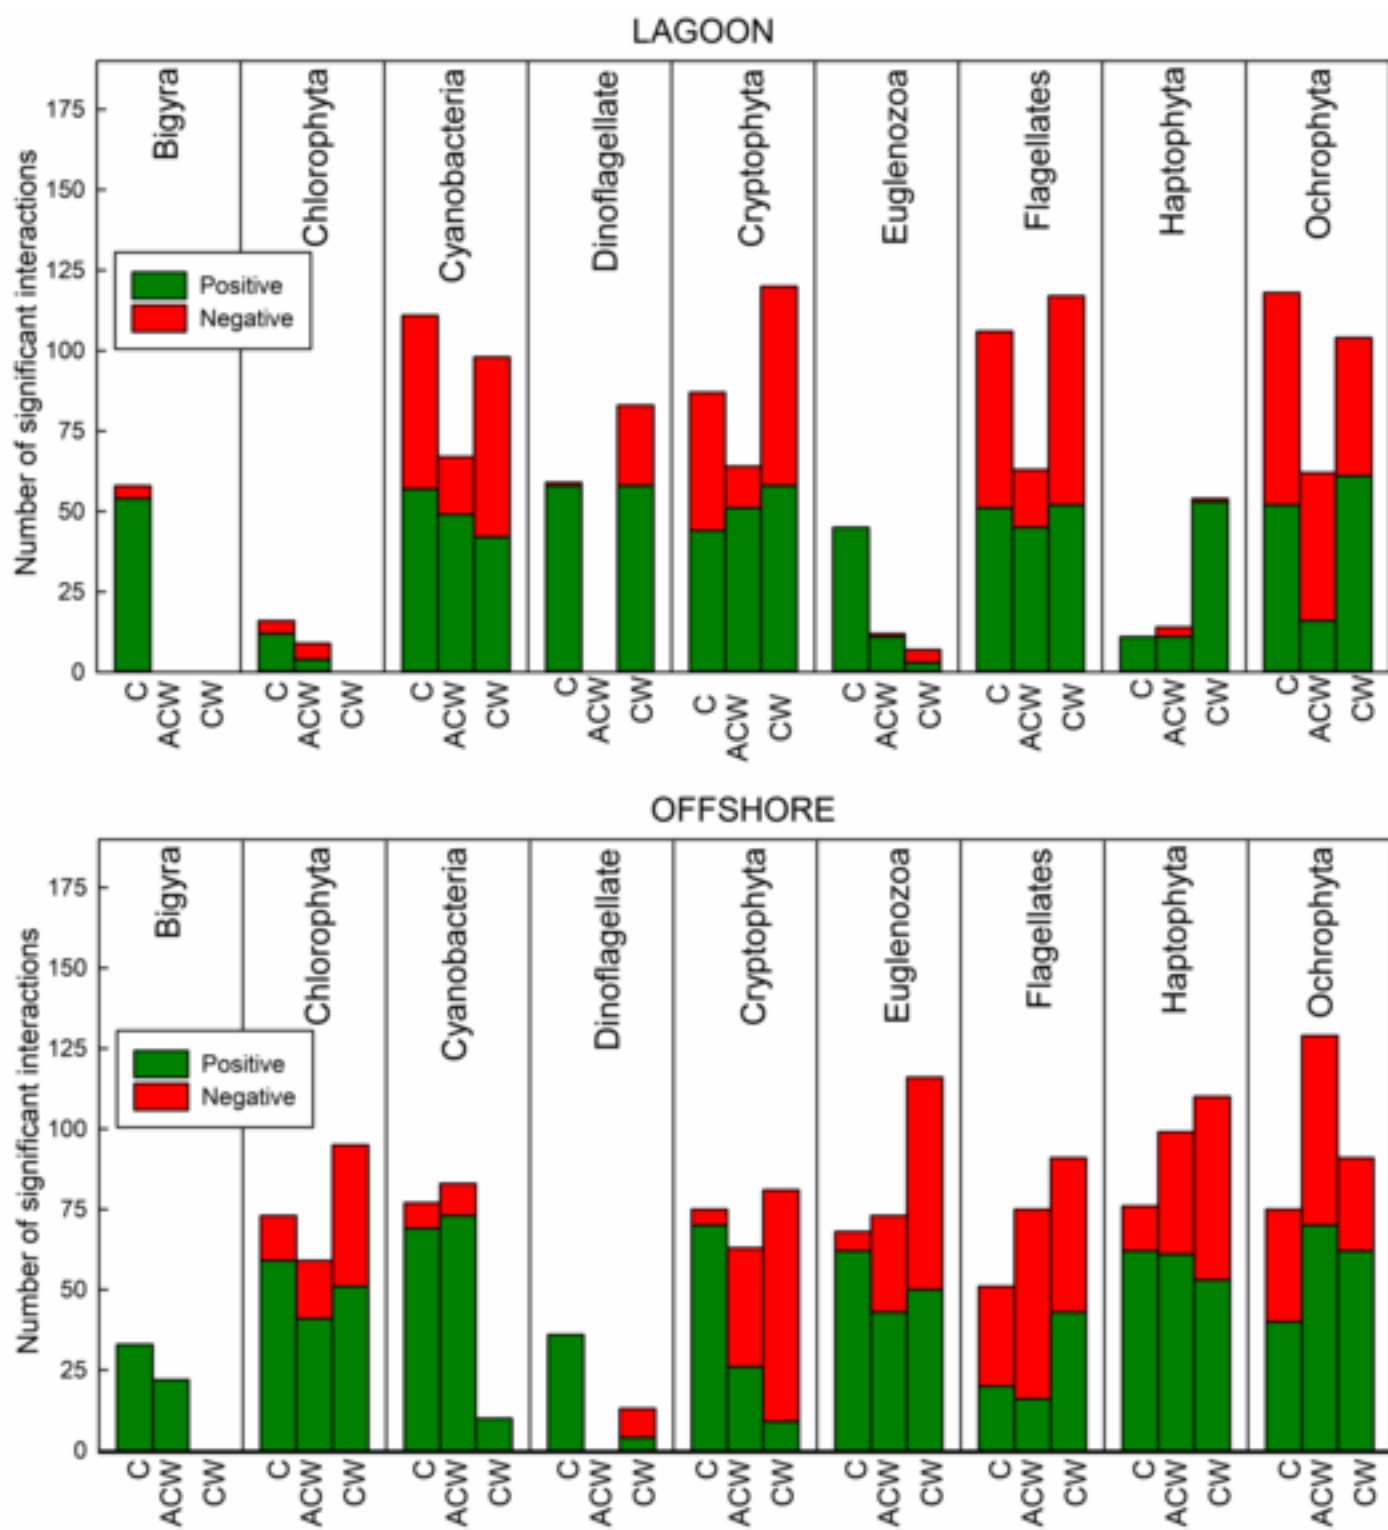 LAGOON
Number of significant interactions
175
150
125
100
75
50
25
0
Bigyra
Chlorophyta
Cyanobacteria
Dinoflagellate
Cryptophyta
Euglenozoa
Flagellates
Haptophyta
Ochrophyta
Positive
Negative
C ACW CW C ACW CW C ACW CW C ACW CW C ACW CW C ACW CW C ACW CW C ACW CW C ACW CW
OFFSHORE
Number of significant interactions
175
150
125
100
75
50
25
0
Bigyra
Chlorophyta
Cyanobacteria
Dinoflagellate
Cryptophyta
Euglenozoa
Flagellates
Haptophyta
Ochrophyta
Positive
Negative
C ACW CW C ACW CW C ACW CW C ACW CW C ACW CW C ACW CW C ACW CW C ACW CW C ACW CW